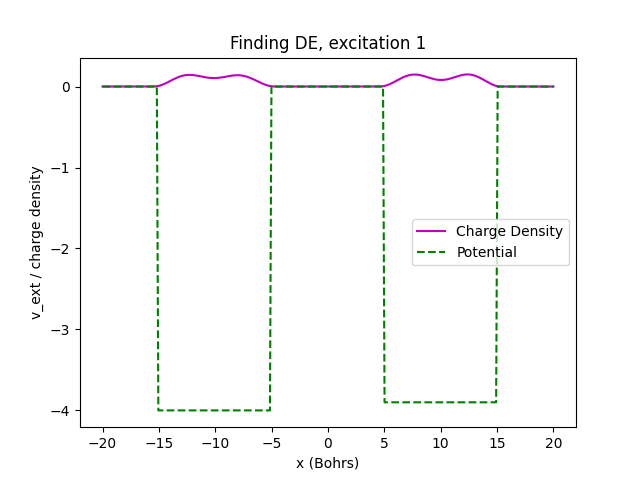 Finding DE, excitation 1
v_ext / charge density
0
−1
−2
−3
−4
Charge Density
Potential
−20 −15 −10 −5 0 5 10 15 20
x (Bohrs)